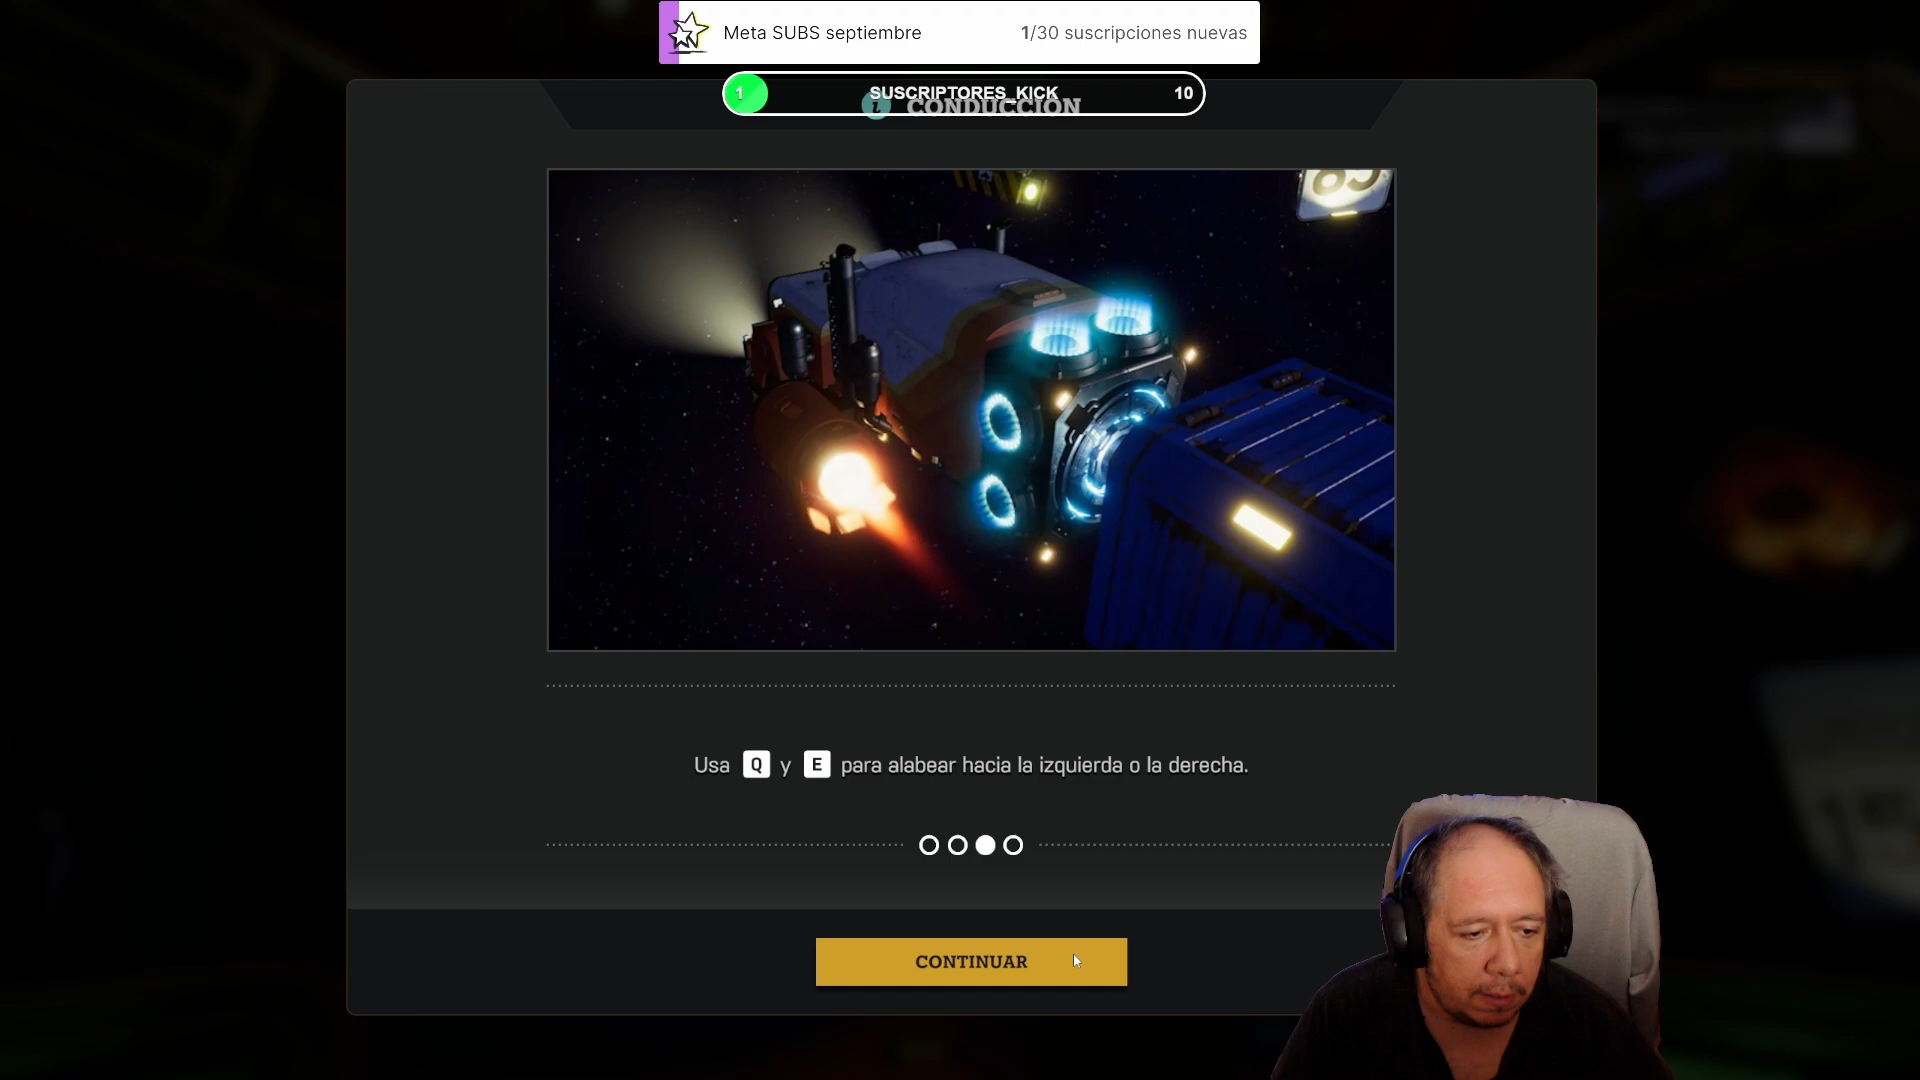 Meta SUBS septiembre 1/30 suscripciones nuevas
1 SUSCRIPTORES_KICK 10
i CONDUCCIÓN
Usa Q y E para alabear hacia la izquierda o la derecha.
CONTINUAR